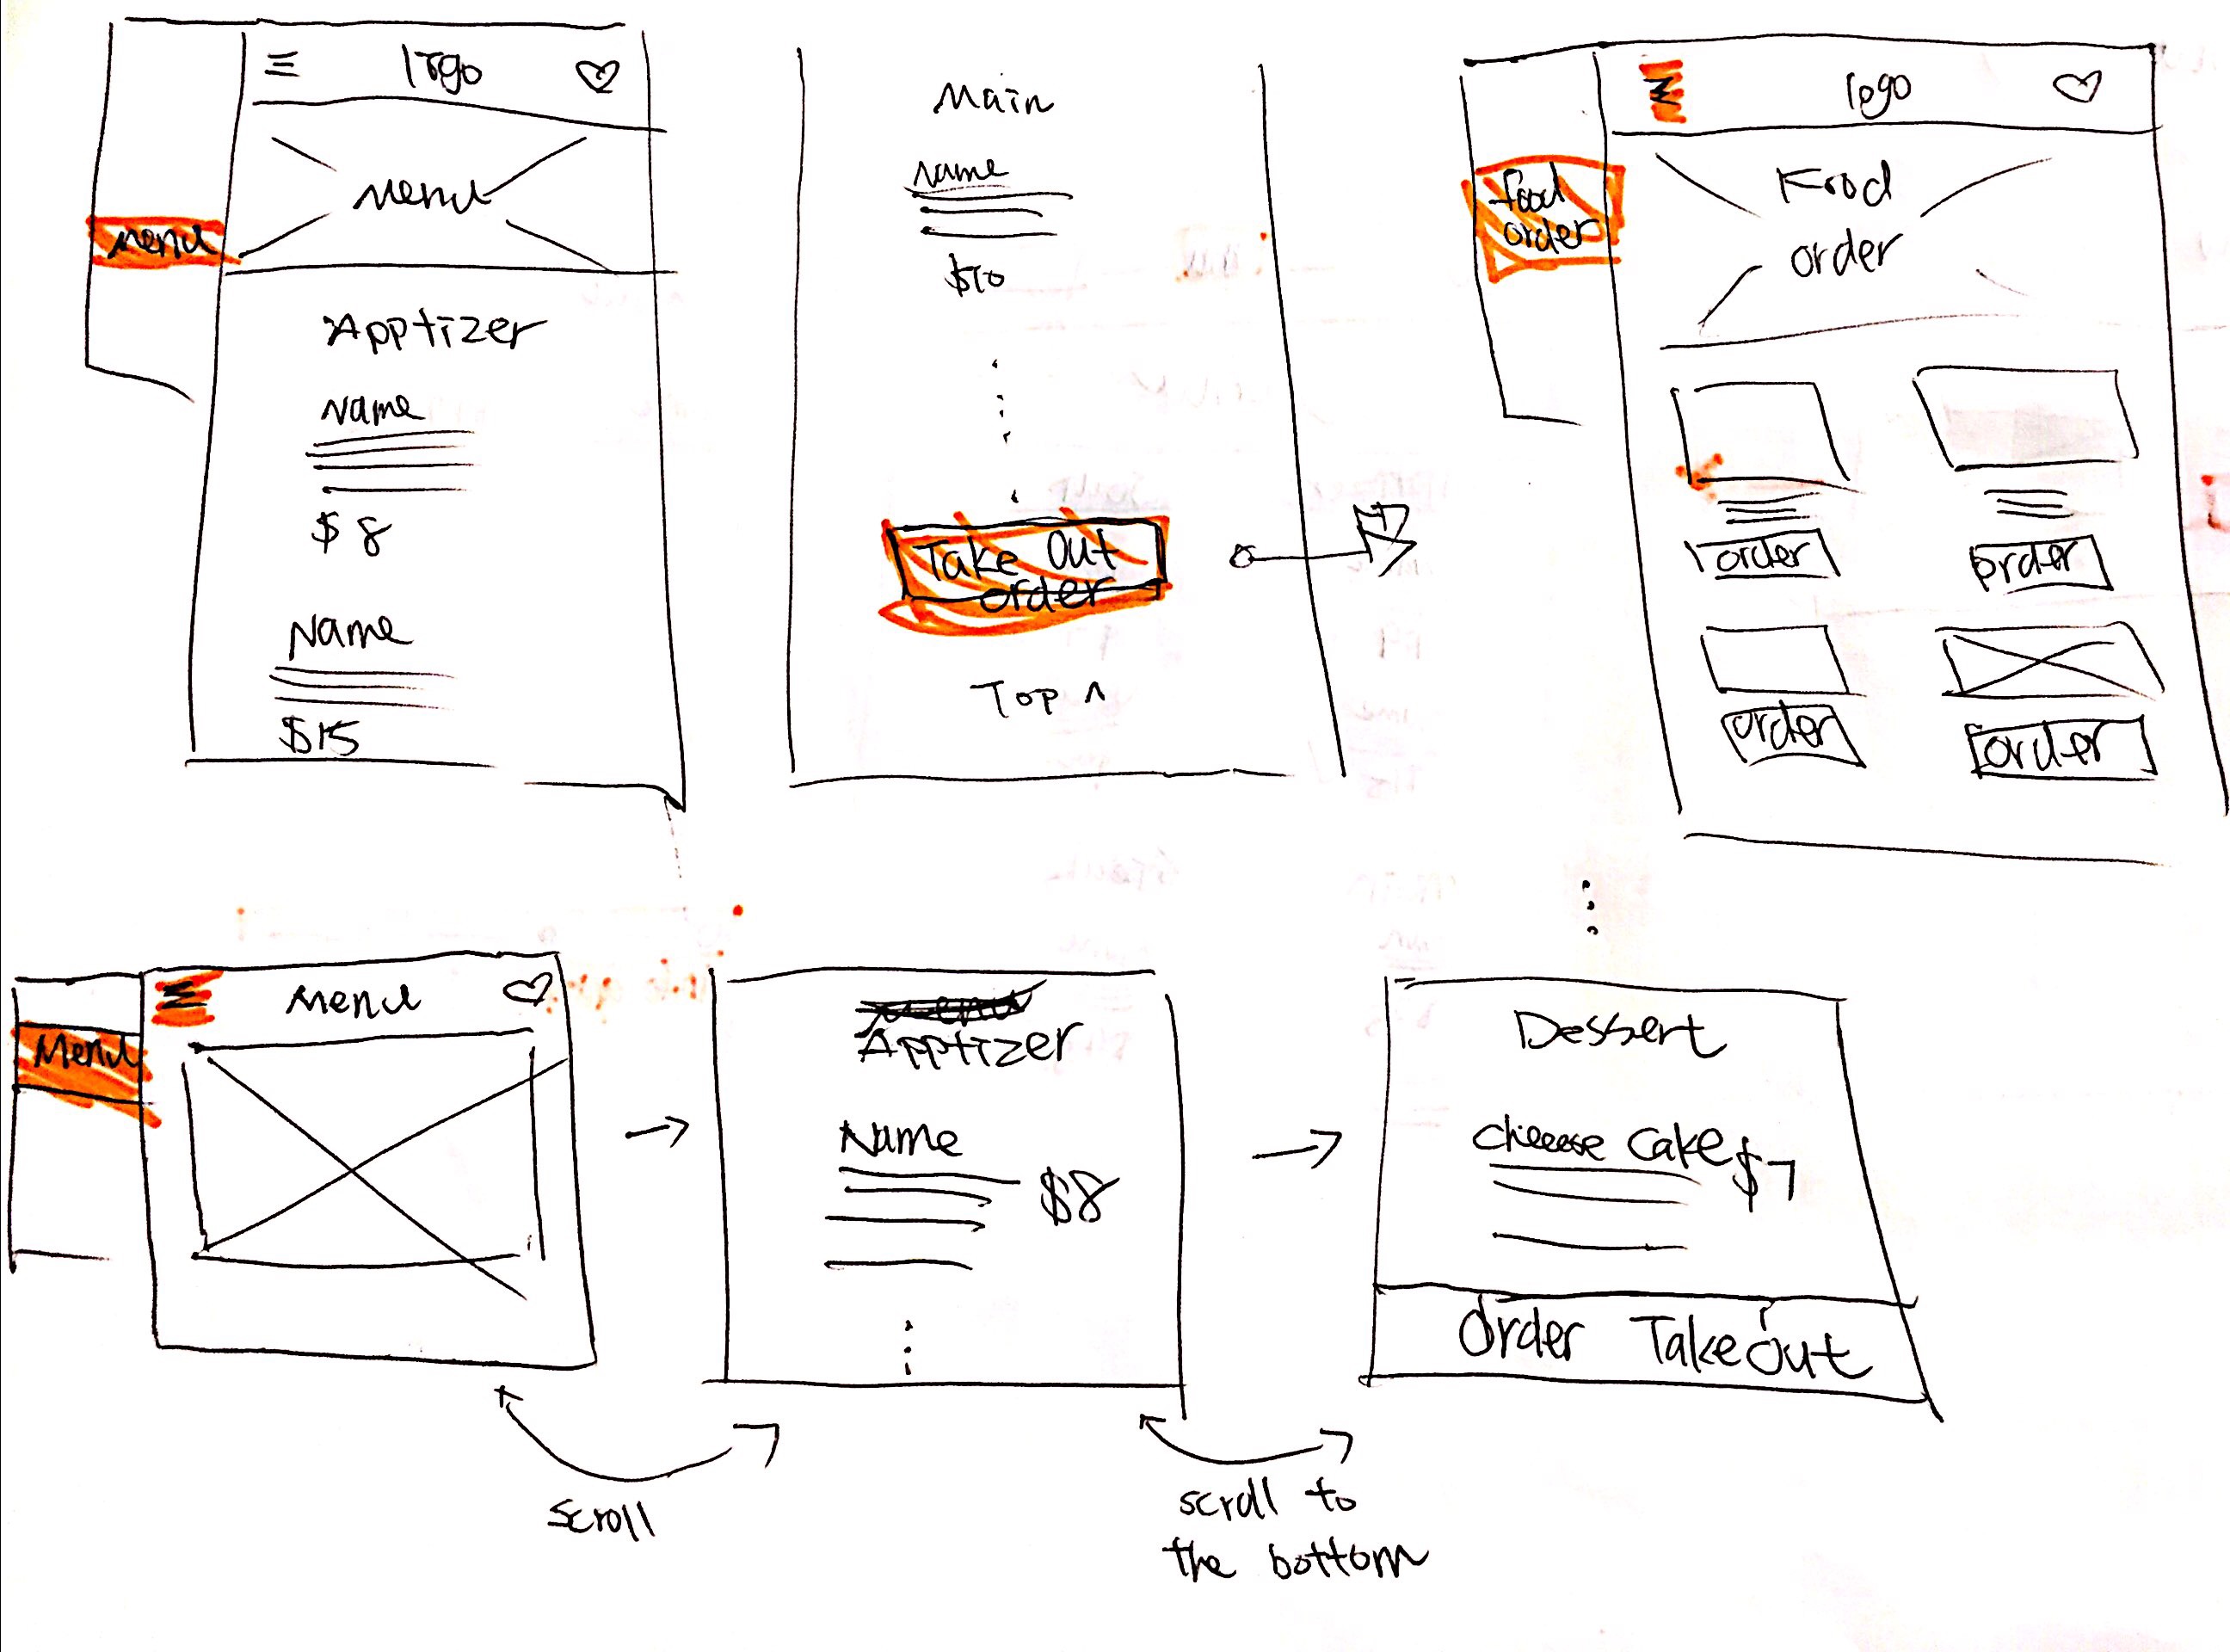 logo
Menu
Menu
Apptizer
Name
$8
Name
$15
Main
Name
$10
Take Out
order
Top ^
logo
food
order
Food
order
order
order
order
order
Menu
Menu
Apptizer
Name
$8
Dessert
cheeese cake $7
Order Takeout
scroll
scroll to
the bottom